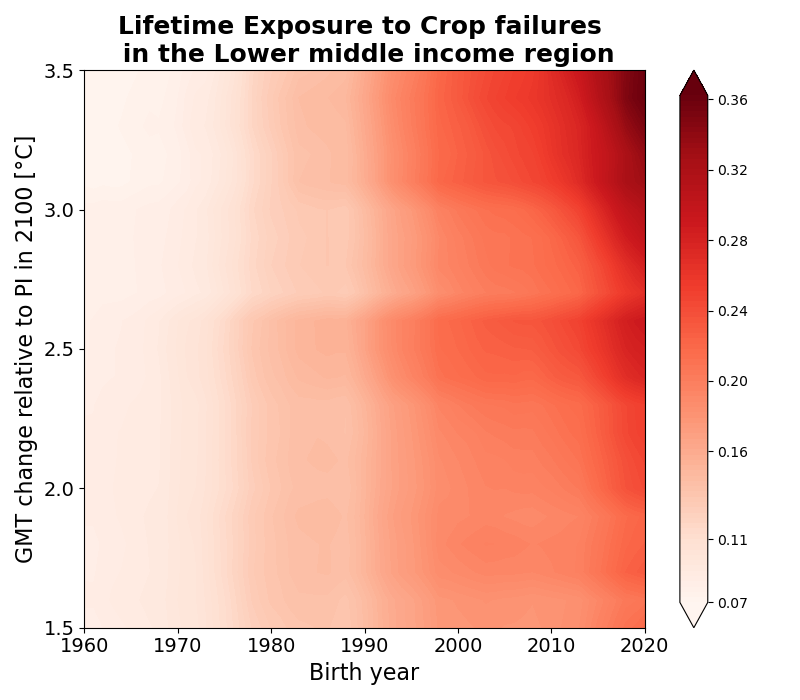 Lifetime Exposure to Crop failures
in the Lower middle income region
GMT change relative to PI in 2100 [°C]
3.5
3.0
2.5
2.0
1.5
1960 1970 1980 1990 2000 2010 2020
Birth year
0.36
0.32
0.28
0.24
0.20
0.16
0.11
0.07